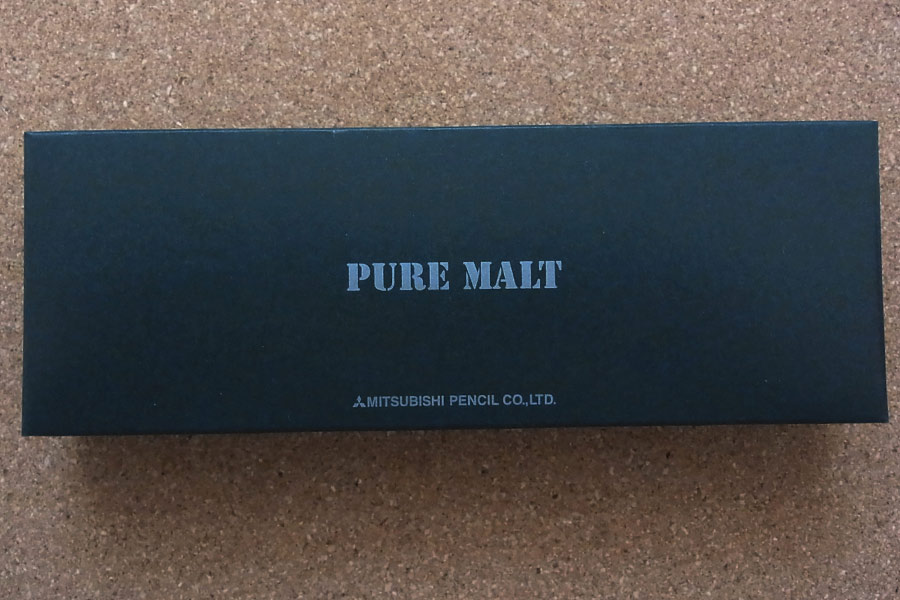 PURE MALT
MITSUBISHI PENCIL CO.,LTD.